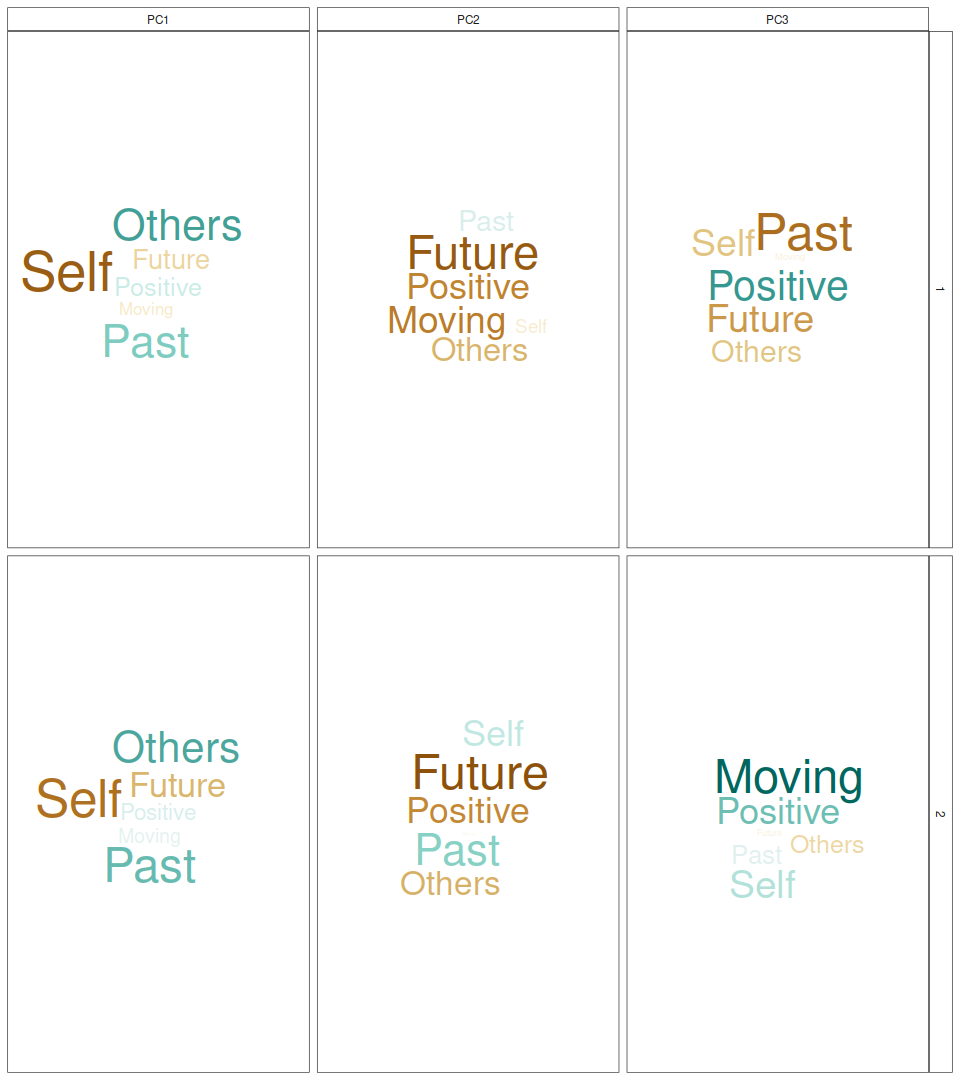 PC1
PC2
PC3
Others
Self
Future
Positive
Moving
Past
Past
Future
Positive
Moving
Self
Others
Self
Past
Moving
Positive
Future
Others
1
Others
Self
Future
Positive
Moving
Past
Self
Future
Positive
Past
Others
Moving
Positive
Future
Others
Past
Self
2